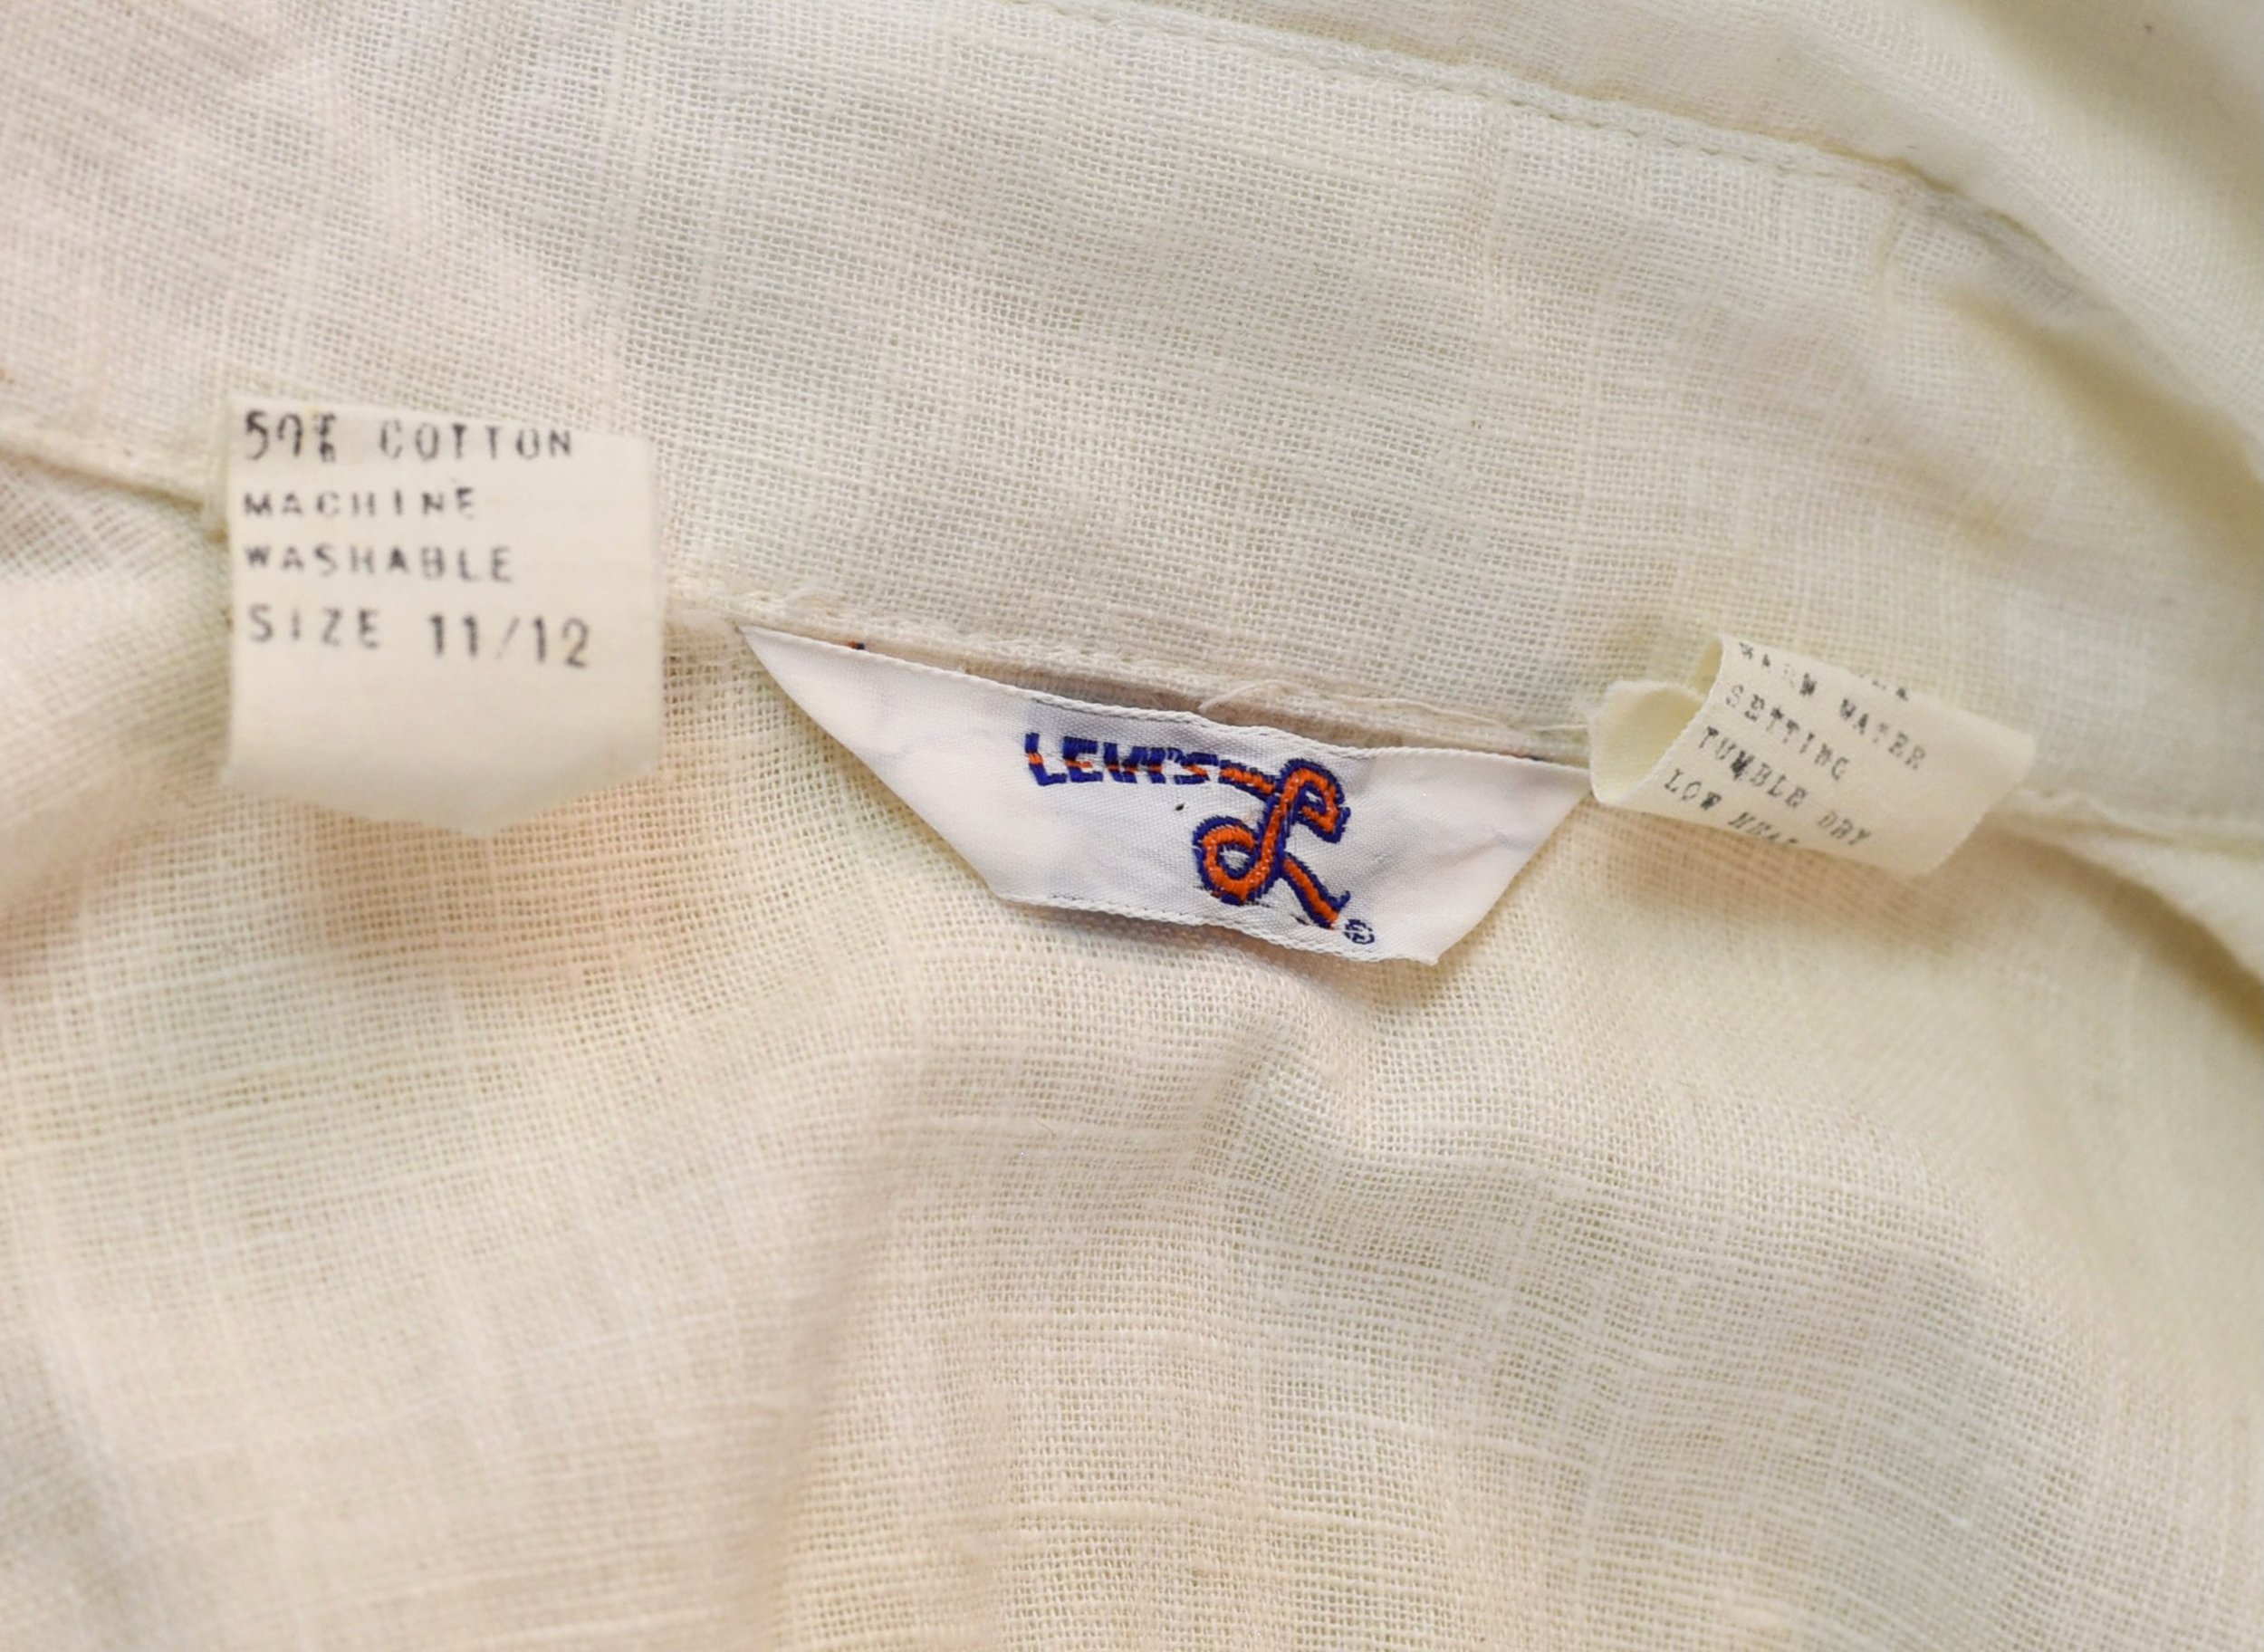 50% COTTON
MACHINE
WASHABLE
SIZE 11/12
LEVI'S
L
®
WARM WATER
SETTING
TUMBLE DRY
LOW HEAT